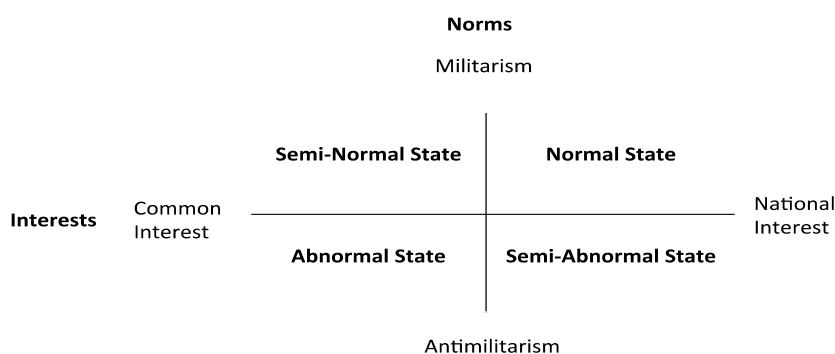 Norms
Militarism
Semi-Normal State
Normal State
Interests
Common
Interest
National
Interest
Abnormal State
Semi-Abnormal State
Antimilitarism